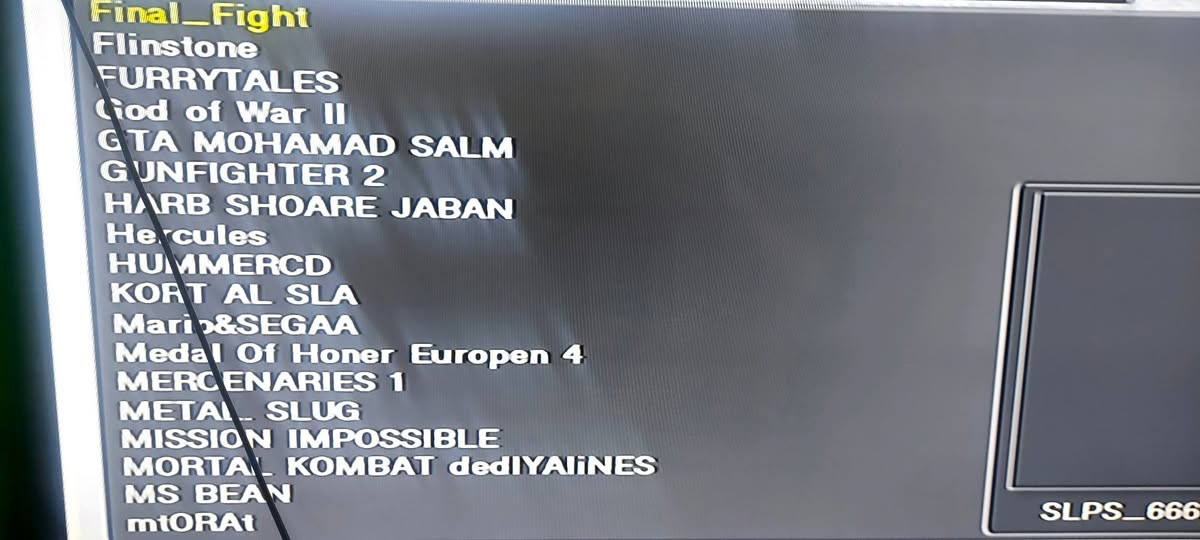 Final_Fight
Flinstone
FURRYTALES
God of War II
GTA MOHAMAD SALM
GUNFIGHTER 2
HARB SHOARE JABAN
Hercules
HUMMERCD
KORT AL SLA
Mario&SEGAA
Medal Of Honer Europen 4
MERCENARIES 1
METAL SLUG
MISSION IMPOSSIBLE
MORTAL KOMBAT dedlYAliNES
MS BEAN
mtORAt
SLPS_666